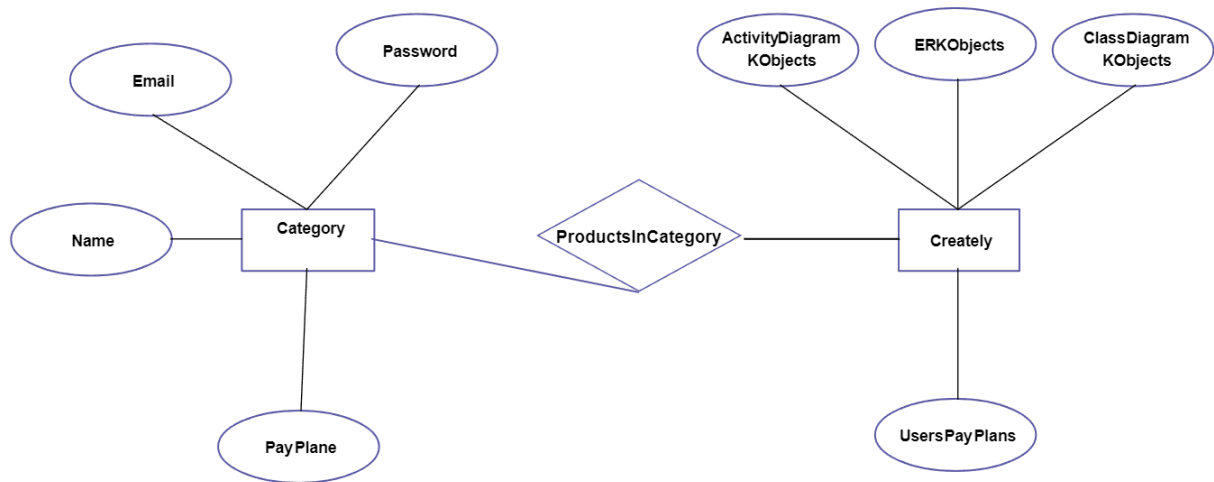 Password
ActivityDiagram
KObjects
ERKObjects
ClassDiagram
KObjects
Email
Name
Category
ProductsInCategory
Creately
PayPlane
UsersPayPlans